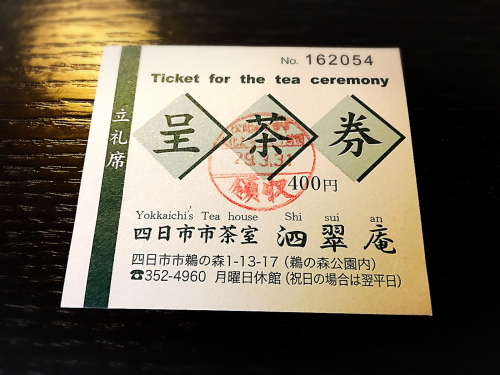 No. 162054
Ticket for the tea ceremony
立礼席
呈茶券
29.3.31
領収
400円
Yokkaichi's Tea house Shi sui an
四日市市茶室 泗翠庵
四日市市鵜の森1-13-17(鵜の森公園内)
☎352-4960 月曜日休館(祝日の場合は翌平日)